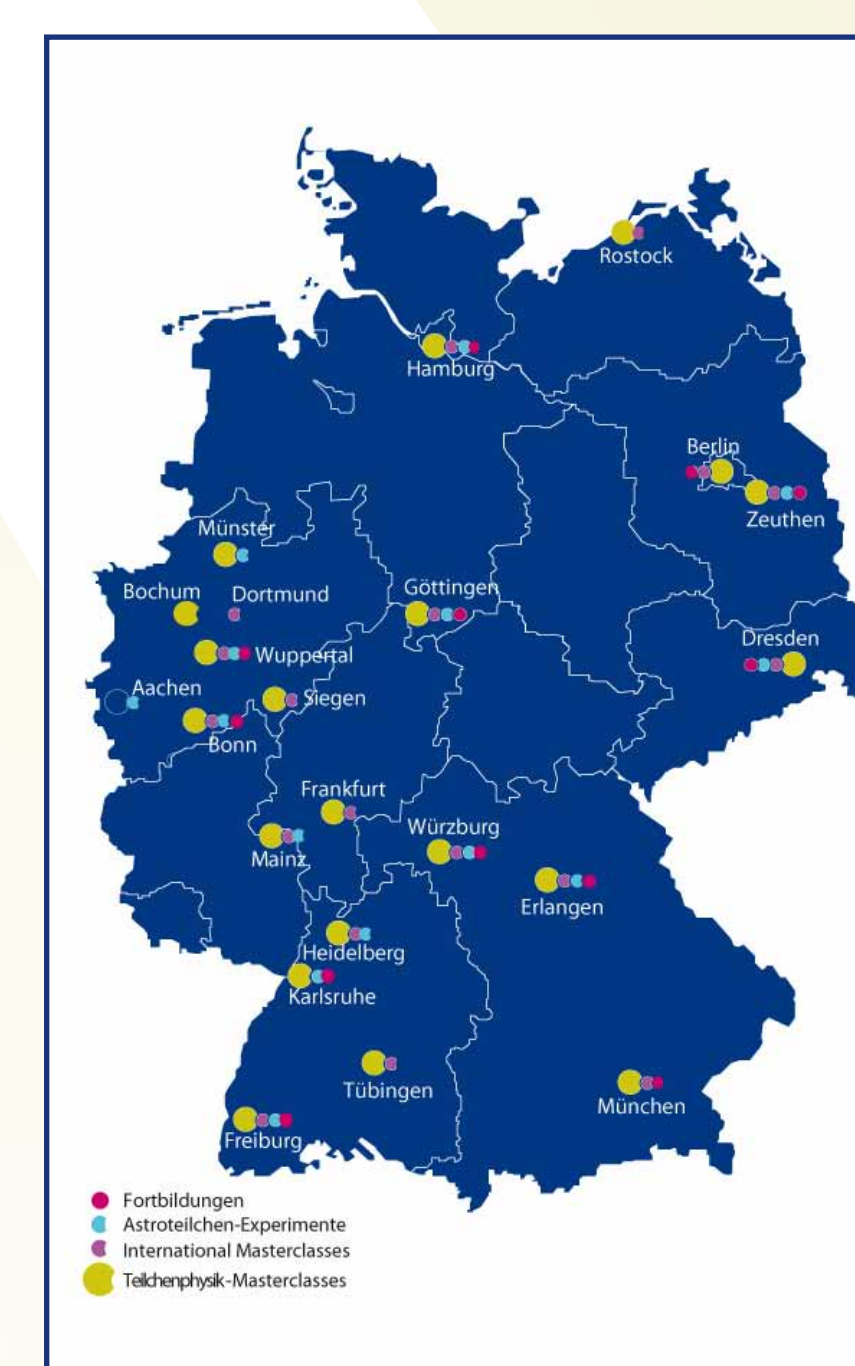 Rostock
Hamburg
Berlin
Zeuthen
Münster
Bochum
Dortmund
Göttingen
Wuppertal
Dresden
Aachen
Siegen
Bonn
Frankfurt
Würzburg
Mainz
Erlangen
Heidelberg
Karlsruhe
Tübingen
München
Freiburg
Fortbildungen
Astroteilchen-Experimente
International Masterclasses
Teilchenphysik-Masterclasses